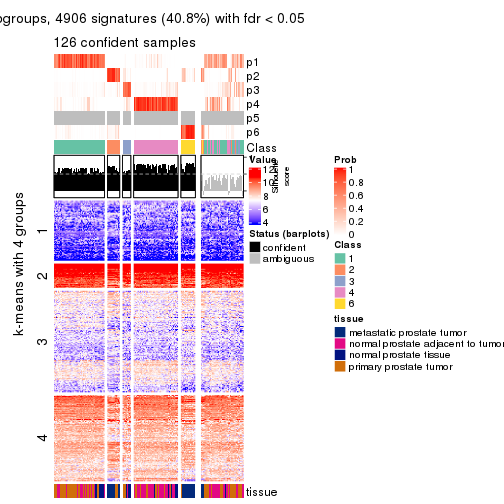 ogroups, 4906 signatures (40.8%) with fdr < 0.05
126 confident samples
p1
p2
p3
p4
p5
p6
Class
Silhouette score
k-means with 4 groups
1
2
3
4
tissue
Value
12
10
8
6
4
Status (barplots)
confident
ambiguous
Prob
1
0.8
0.6
0.4
0.2
0
Class
1
2
3
4
6
tissue
metastatic prostate tumor
normal prostate adjacent to tumor
normal prostate tissue
primary prostate tumor